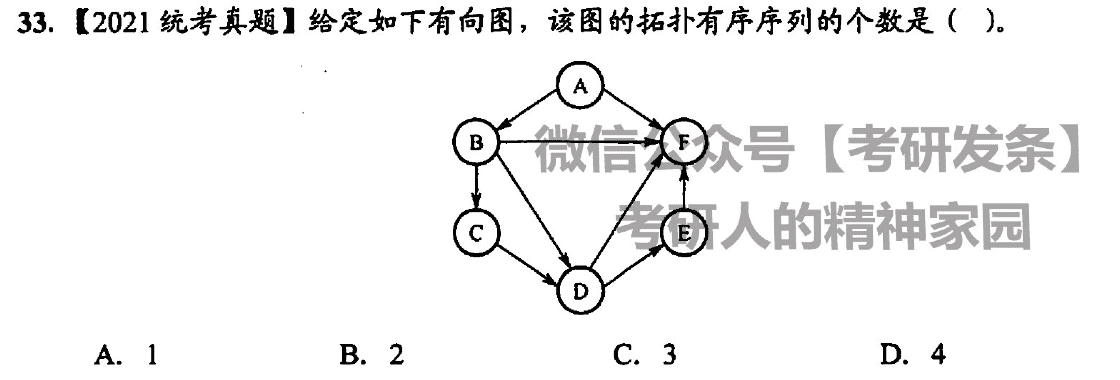 33.【2021 统考真题】给定如下有向图，该图的拓扑有序序列的个数是（  ）。
A
B
F
微信公众号【考研发条】
C
E
考研人的精神家园
D
A. 1
B. 2
C. 3
D. 4